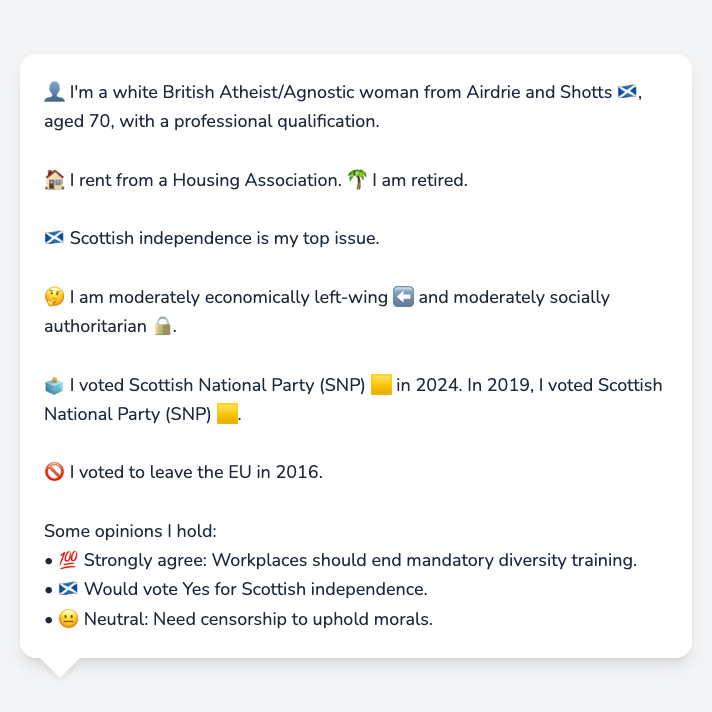 👤 I'm a white British Atheist/Agnostic woman from Airdrie and Shotts 🏴󠁧󠁢󠁳󠁣󠁴󠁿,
aged 70, with a professional qualification.
🏠 I rent from a Housing Association. 🌴 I am retired.
🏴󠁧󠁢󠁳󠁣󠁴󠁿 Scottish independence is my top issue.
🤔 I am moderately economically left-wing ⬅️ and moderately socially
authoritarian 🔒.
🗳️ I voted Scottish National Party (SNP) 🟨 in 2024. In 2019, I voted Scottish
National Party (SNP) 🟨.
🚫 I voted to leave the EU in 2016.
Some opinions I hold:
• 💯 Strongly agree: Workplaces should end mandatory diversity training.
• 🏴󠁧󠁢󠁳󠁣󠁴󠁿 Would vote Yes for Scottish independence.
• 😐 Neutral: Need censorship to uphold morals.